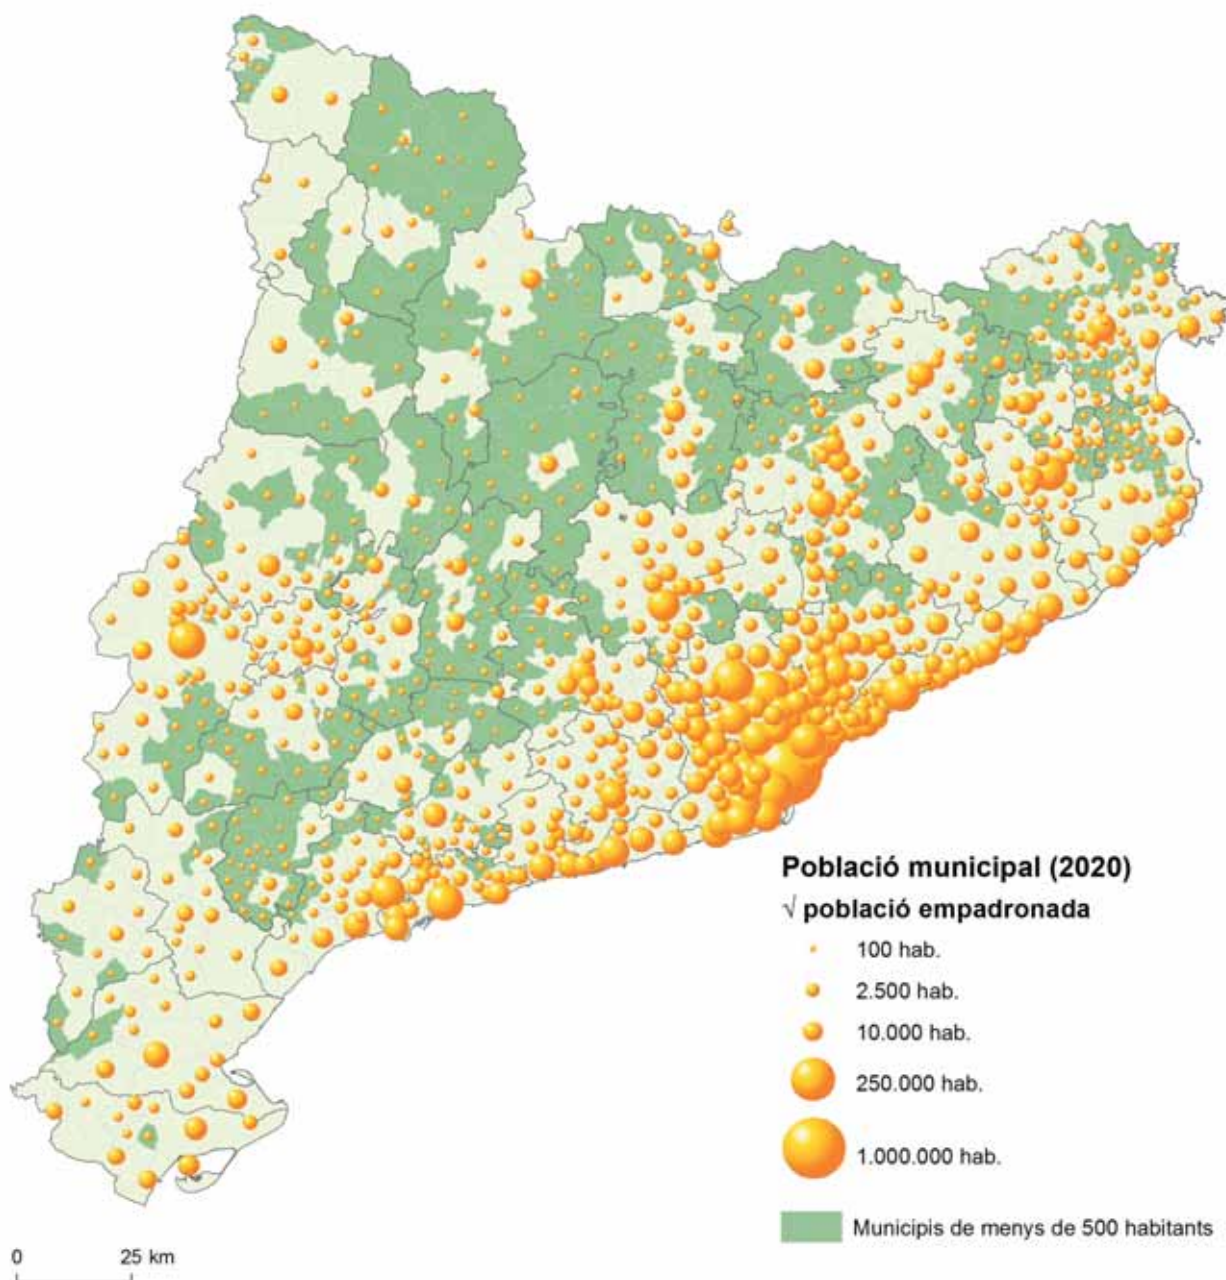 Població municipal (2020)
√ població empadronada
100 hab.
2.500 hab.
10.000 hab.
250.000 hab.
1.000.000 hab.
Municipis de menys de 500 habitants
0 25 km